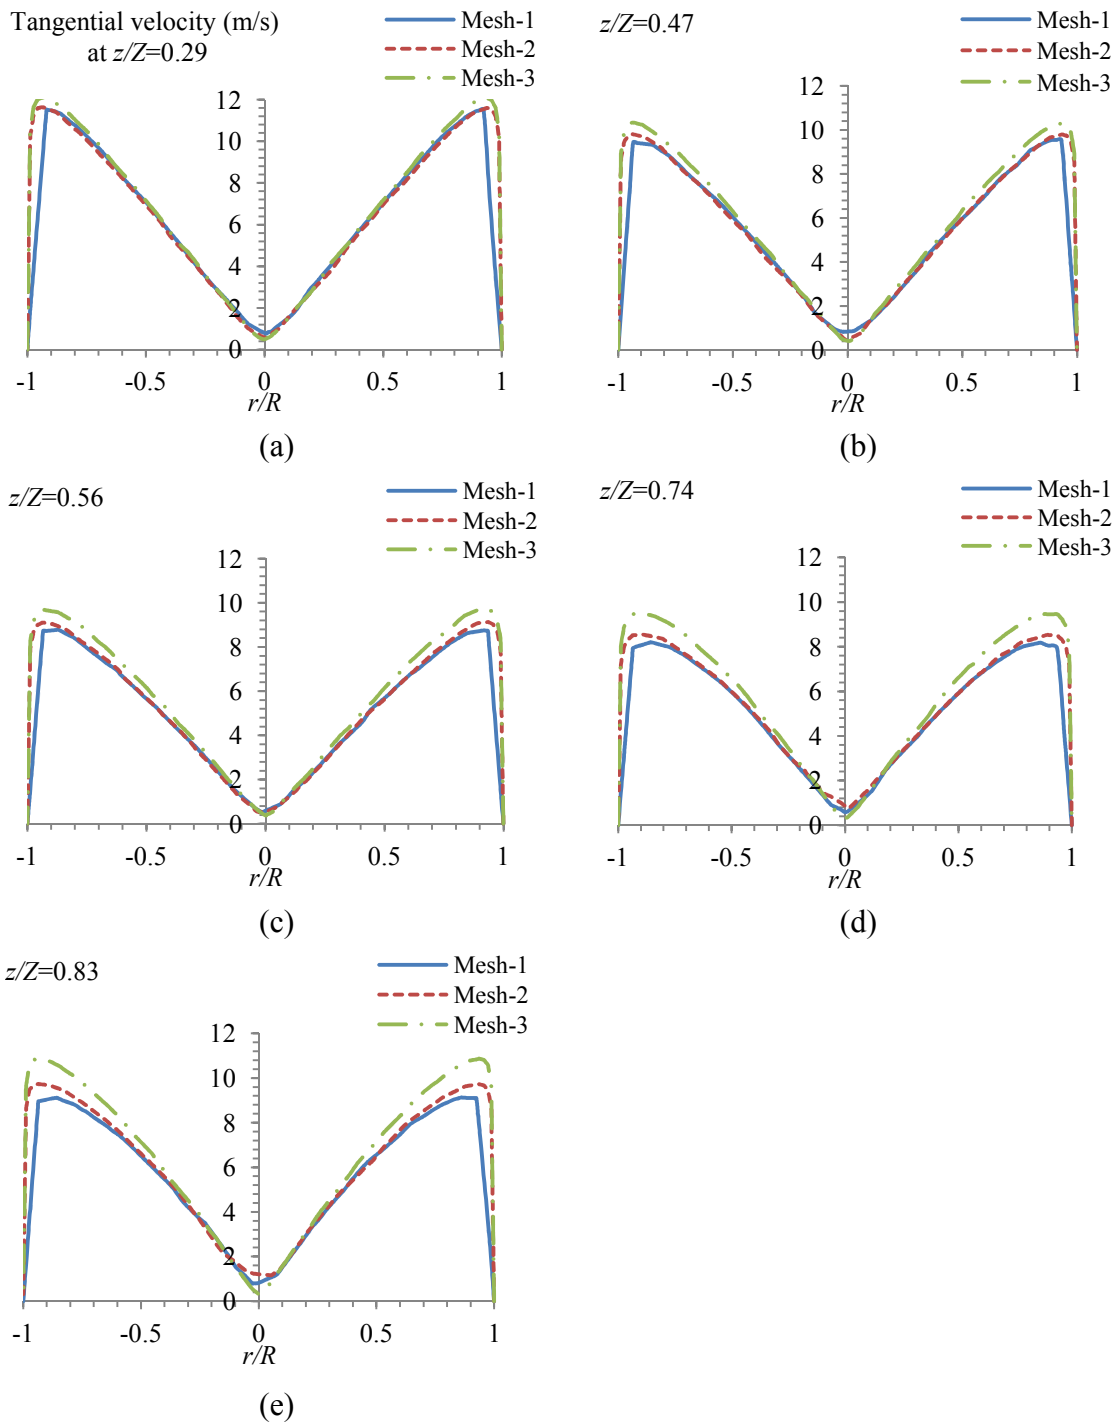 Tangential velocity (m/s)
at z/Z=0.29
Mesh-1
Mesh-2
Mesh-3
12
10
8
6
4
2
0
-1 -0.5 0 0.5 1
r/R
(a)
z/Z=0.47
Mesh-1
Mesh-2
Mesh-3
12
10
8
6
4
2
0
-1 -0.5 0 0.5 1
r/R
(b)
z/Z=0.56
Mesh-1
Mesh-2
Mesh-3
12
10
8
6
4
2
0
-1 -0.5 0 0.5 1
r/R
(c)
z/Z=0.74
Mesh-1
Mesh-2
Mesh-3
12
10
8
6
4
2
0
-1 -0.5 0 0.5 1
r/R
(d)
z/Z=0.83
Mesh-1
Mesh-2
Mesh-3
12
10
8
6
4
2
0
-1 -0.5 0 0.5 1
r/R
(e)